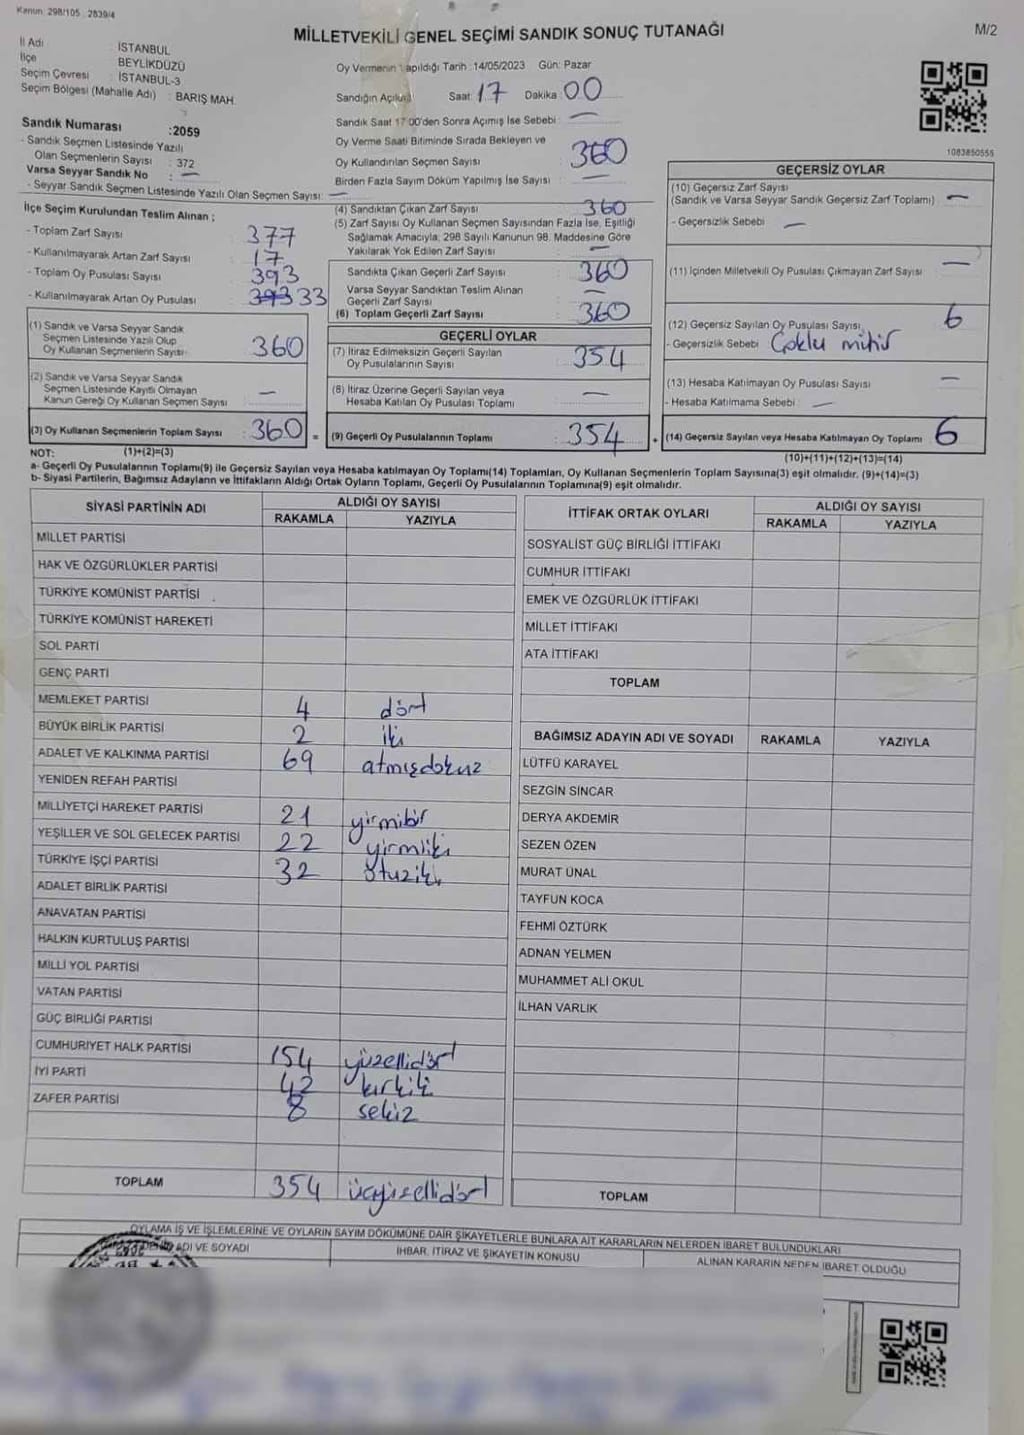 Kanun: 298/105 2839/4
MİLLETVEKİLİ GENEL SEÇİMİ SANDIK SONUÇ TUTANAĞI
M/2
İl Adı : İSTANBUL
İlçe : BEYLİKDÜZÜ
Seçim Çevresi : İSTANBUL-3
Seçim Bölgesi (Mahalle Adı) : BARIŞ MAH.
Sandık Numarası :2059
- Sandık Seçmen Listesinde Yazılı
Olan Seçmenlerin Sayısı : 372
Varsa Seyyar Sandık No : —
- Seyyar Sandık Seçmen Listesinde Yazılı Olan Seçmen Sayısı: —
İlçe Seçim Kurulundan Teslim Alınan ;
- Toplam Zarf Sayısı : 377
- Kullanılmayarak Artan Zarf Sayısı : 17
- Toplam Oy Pusulası Sayısı : 393
- Kullanılmayarak Artan Oy Pusulası : 33
(1) Sandık ve Varsa Seyyar Sandık
Seçmen Listesinde Yazılı Olup
Oy Kullanan Seçmenlerin Sayısı : 360
(2) Sandık ve Varsa Seyyar Sandık
Seçmen Listesinde Kayıtlı Olmayan
Kanun Gereği Oy Kullanan Seçmen Sayısı : —
(3) Oy Kullanan Seçmenlerin Toplam Sayısı : 360
(1)+(2)=(3)
Oy Vermenin Yapıldığı Tarih :14/05/2023 Gün: Pazar
Sandığın Açılışı Saat: 17 Dakika: 00
Sandık Saat 17:00'den Sonra Açılmış İse Sebebi : —
Oy Verme Saati Bitiminde Sırada Bekleyen ve
Oy Kullandırılan Seçmen Sayısı : 360
Birden Fazla Sayım Döküm Yapılmış İse Sayısı : —
(4) Sandıktan Çıkan Zarf Sayısı : 360
(5) Zarf Sayısı Oy Kullanan Seçmen Sayısından Fazla İse, Eşitliği
Sağlamak Amacıyla, 298 Sayılı Kanunun 98. Maddesine Göre
Yakılarak Yok Edilen Zarf Sayısı : —
Sandıkta Çıkan Geçerli Zarf Sayısı : 360
Varsa Seyyar Sandıktan Teslim Alınan
Geçerli Zarf Sayısı : —
(6) Toplam Geçerli Zarf Sayısı : 360
GEÇERLİ OYLAR
(7) İtiraz Edilmeksizin Geçerli Sayılan
Oy Pusulalarının Sayısı : 354
(8) İtiraz Üzerine Geçerli Sayılan veya
Hesaba Katılan Oy Pusulası Toplamı : —
= (9) Geçerli Oy Pusulalarının Toplamı : 354
1083850555
GEÇERSİZ OYLAR
(10) Geçersiz Zarf Sayısı
(Sandık ve Varsa Seyyar Sandık Geçersiz Zarf Toplamı) : —
- Geçersizlik Sebebi : —
(11) İçinden Milletvekili Oy Pusulası Çıkmayan Zarf Sayısı : —
(12) Geçersiz Sayılan Oy Pusulası Sayısı : 6
- Geçersizlik Sebebi : Çoklu mühür
(13) Hesaba Katılmayan Oy Pusulası Sayısı : —
- Hesaba Katılmama Sebebi : —
+ (14) Geçersiz Sayılan veya Hesaba Katılmayan Oy Toplamı : 6
(10)+(11)+(12)+(13)=(14)
NOT:
a- Geçerli Oy Pusulalarının Toplamı(9) ile Geçersiz Sayılan veya Hesaba katılmayan Oy Toplamı(14) Toplamları, Oy Kullanan Seçmenlerin Toplam Sayısına(3) eşit olmalıdır. (9)+(14)=(3)
b- Siyasi Partilerin, Bağımsız Adayların ve İttifakların Aldığı Ortak Oyların Toplamı, Geçerli Oy Pusulalarının Toplamına(9) eşit olmalıdır.
SİYASİ PARTİNİN ADI ALDIĞI OY SAYISI
RAKAMLA YAZIYLA
MİLLET PARTİSİ
HAK VE ÖZGÜRLÜKLER PARTİSİ
TÜRKİYE KOMÜNİST PARTİSİ
TÜRKİYE KOMÜNİST HAREKETİ
SOL PARTİ
GENÇ PARTİ
MEMLEKET PARTİSİ 4 dört
BÜYÜK BİRLİK PARTİSİ 2 iki
ADALET VE KALKINMA PARTİSİ 69 atmışdokuz
YENİDEN REFAH PARTİSİ
MİLLİYETÇİ HAREKET PARTİSİ 21 yirmibir
YEŞİLLER VE SOL GELECEK PARTİSİ 22 yirmiiki
TÜRKİYE İŞÇİ PARTİSİ 32 otuziki
ADALET BİRLİK PARTİSİ
ANAVATAN PARTİSİ
HALKIN KURTULUŞ PARTİSİ
MİLLİ YOL PARTİSİ
VATAN PARTİSİ
GÜÇ BİRLİĞİ PARTİSİ
CUMHURİYET HALK PARTİSİ 154 yüzellidört
İYİ PARTİ 42 kırkiki
ZAFER PARTİSİ 8 sekiz
TOPLAM 354 üçyüzellidört
İTTİFAK ORTAK OYLARI ALDIĞI OY SAYISI
RAKAMLA YAZIYLA
SOSYALİST GÜÇ BİRLİĞİ İTTİFAKI
CUMHUR İTTİFAKI
EMEK VE ÖZGÜRLÜK İTTİFAKI
MİLLET İTTİFAKI
ATA İTTİFAKI
TOPLAM
BAĞIMSIZ ADAYIN ADI VE SOYADI RAKAMLA YAZIYLA
LÜTFÜ KARAYEL
SEZGİN SİNCAR
DERYA AKDEMİR
SEZEN ÖZEN
MURAT ÜNAL
TAYFUN KOCA
FEHMİ ÖZTÜRK
ADNAN YELMEN
MUHAMMET ALİ OKUL
İLHAN VARLIK
TOPLAM
OYLAMA İŞ VE İŞLEMLERİNE VE OYLARIN SAYIM DÖKÜMÜNE DAİR ŞİKAYETLERLE BUNLARA AİT KARARLARIN NELERDEN İBARET BULUNDUKLARI
ADI VE SOYADI İHBAR, İTİRAZ VE ŞİKAYETİN KONUSU ALINAN KARARIN NEDEN İBARET OLDUĞU